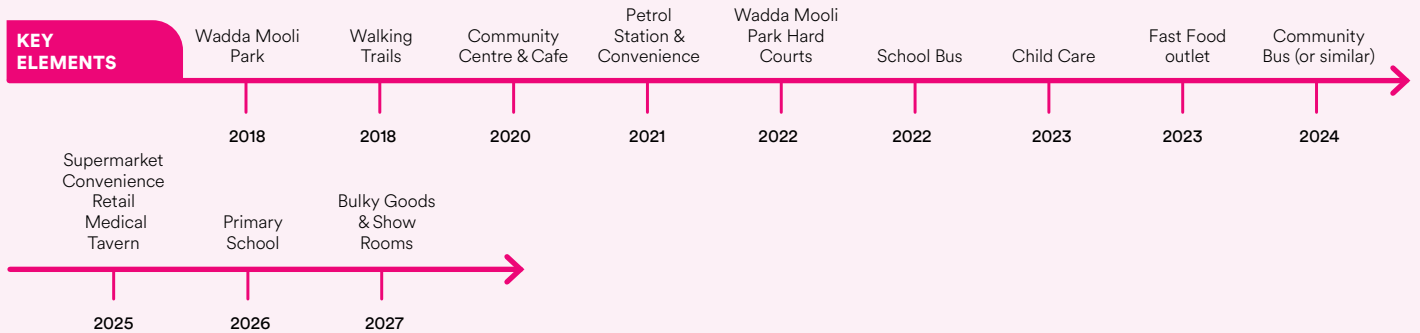 KEY
ELEMENTS
Wadda Mooli
Park
Walking
Trails
Community
Centre & Cafe
Petrol
Station &
Convenience
Wadda Mooli
Park Hard
Courts
School Bus
Child Care
Fast Food
outlet
Community
Bus (or similar)
2018
2018
2020
2021
2022
2022
2023
2023
2024
Supermarket
Convenience
Retail
Medical
Tavern
Primary
School
Bulky Goods
& Show
Rooms
2025
2026
2027